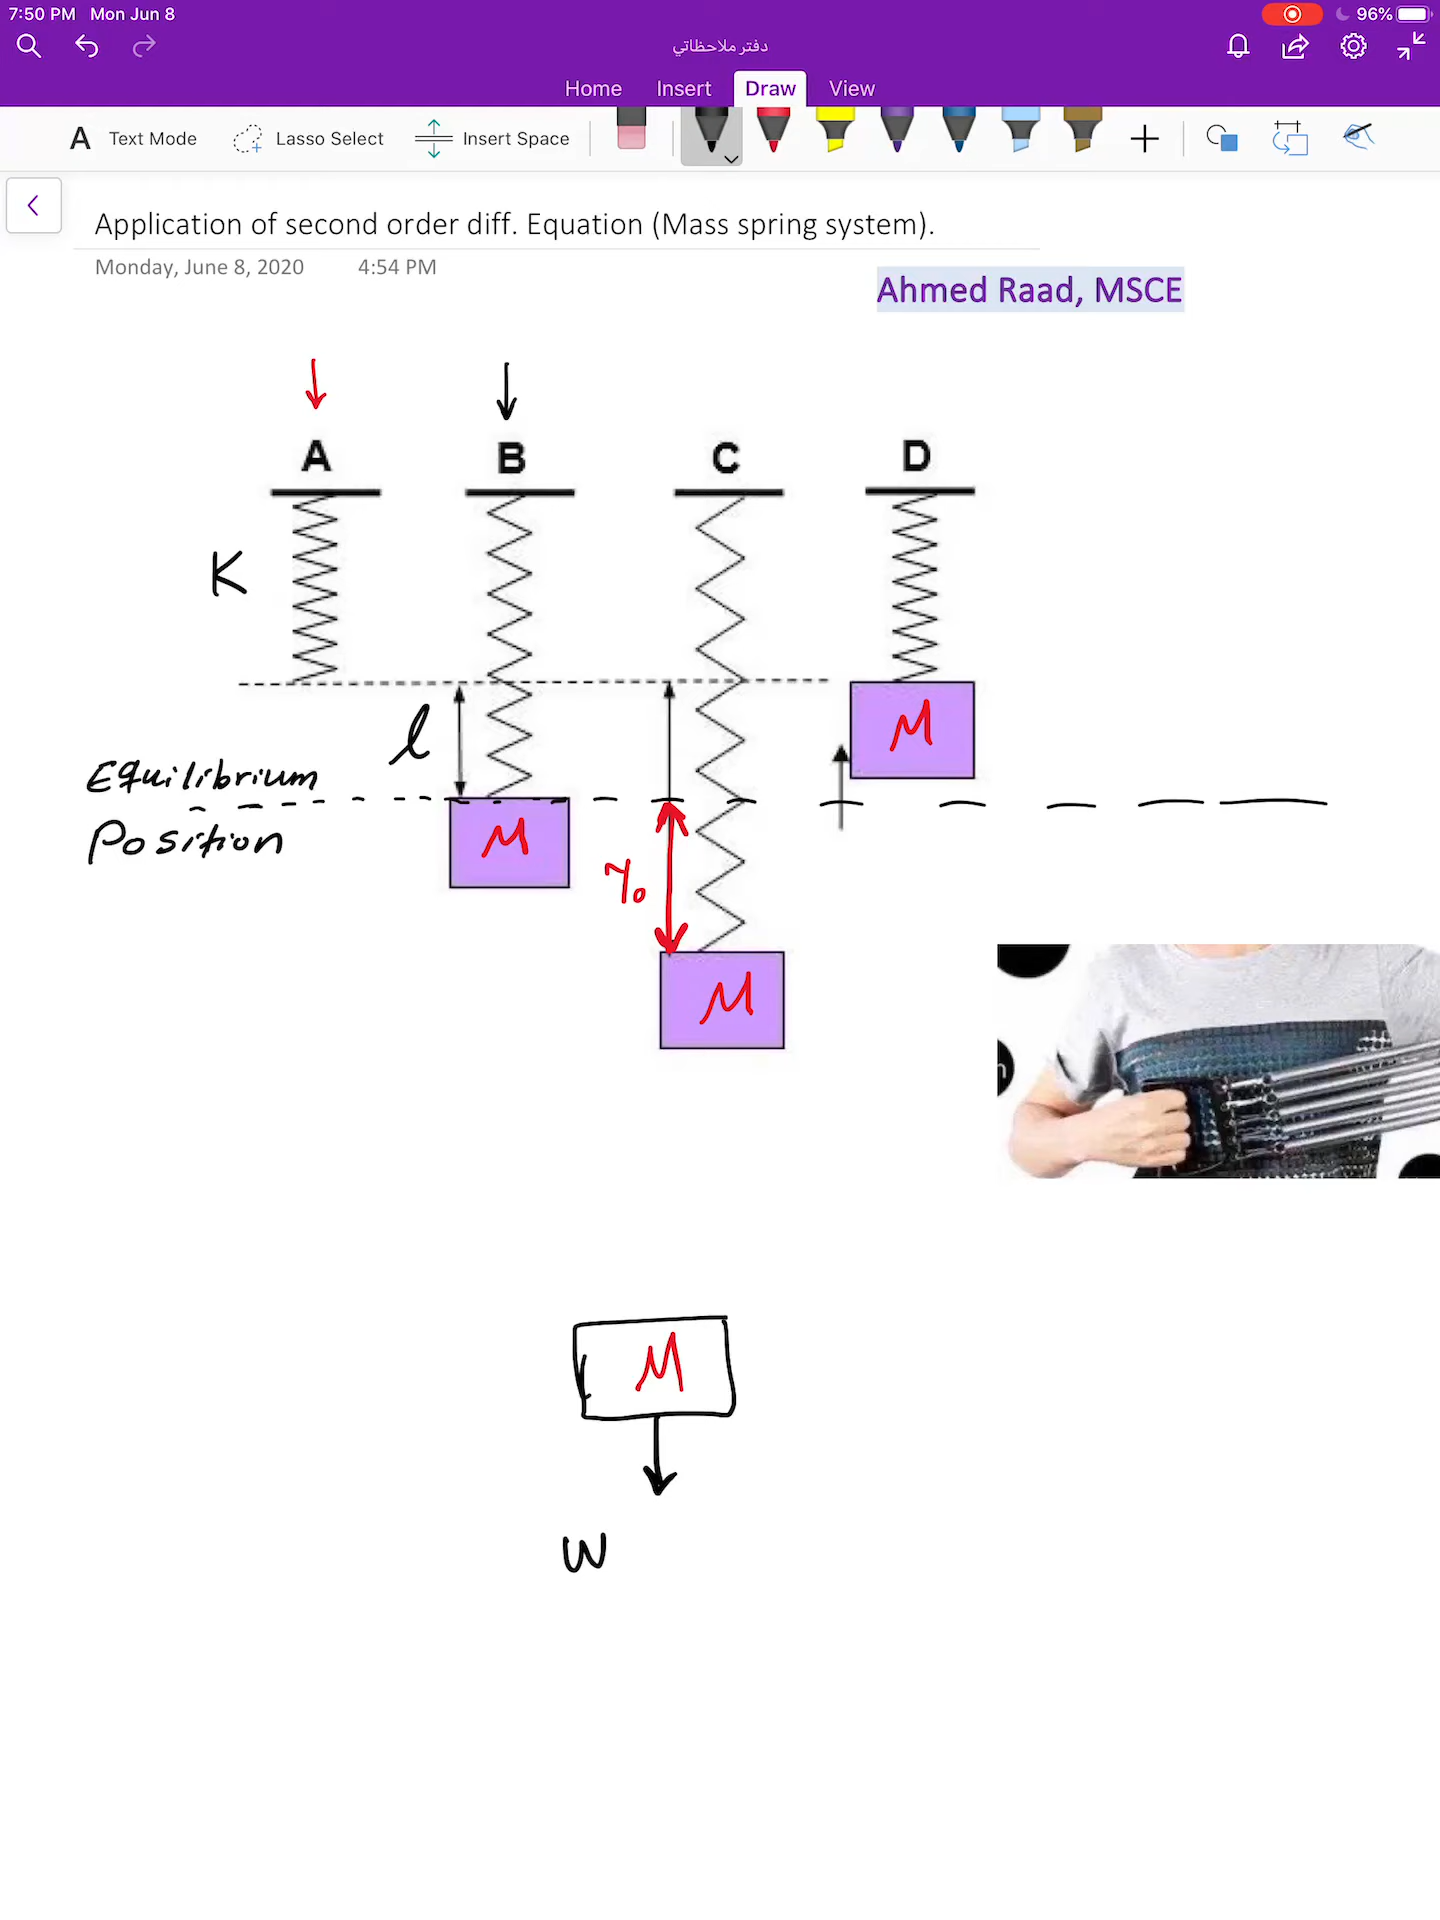 7:50 PM Mon Jun 8
96%
دفتر ملاحظاتي
Home Insert Draw View
A Text Mode Lasso Select Insert Space
Application of second order diff. Equation (Mass spring system).
Monday, June 8, 2020 4:54 PM
Ahmed Raad, MSCE
A B C D
K
l
M
Equilibrium
Position
M
y₀
M
M
W